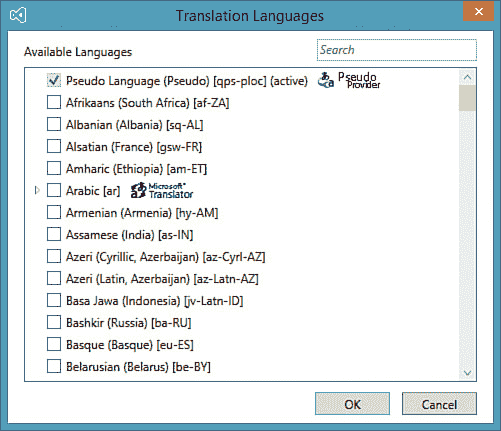 Translation Languages
Available Languages
Search
Pseudo Language (Pseudo) [qps-ploc] (active) Pseudo Provider
Afrikaans (South Africa) [af-ZA]
Albanian (Albania) [sq-AL]
Alsatian (France) [gsw-FR]
Amharic (Ethiopia) [am-ET]
Arabic [ar] Microsoft® Translator
Armenian (Armenia) [hy-AM]
Assamese (India) [as-IN]
Azeri (Cyrillic, Azerbaijan) [az-Cyrl-AZ]
Azeri (Latin, Azerbaijan) [az-Latn-AZ]
Basa Jawa (Indonesia) [jv-Latn-ID]
Bashkir (Russia) [ba-RU]
Basque (Basque) [eu-ES]
Belarusian (Belarus) [be-BY]
OK Cancel